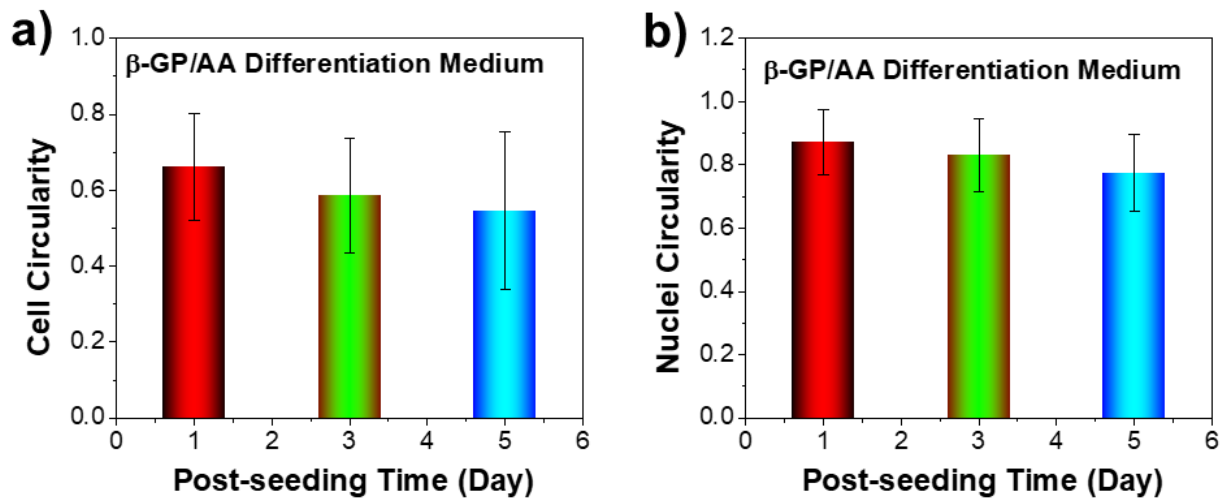 a)
β-GP/AA Differentiation Medium
Cell Circularity
1.0
0.8
0.6
0.4
0.2
0.0
0 1 2 3 4 5 6
Post-seeding Time (Day)
b)
β-GP/AA Differentiation Medium
Nuclei Circularity
1.2
1.0
0.8
0.6
0.4
0.2
0.0
0 1 2 3 4 5 6
Post-seeding Time (Day)